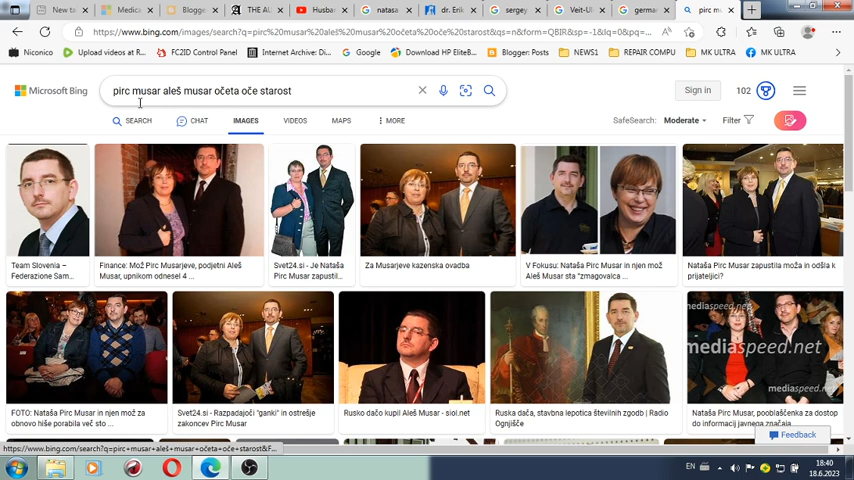 New ta
Medica
Blogge
THE AU
Husban
natasa
dr. Erik
sergey
Veit-Ul
german
pirc mu
https://www.bing.com/images/search?q=pirc%20musar%20aleš%20musar%20očeta%20oče%20starost&qs=n&form=QBIR&sp=-1&lq=0&pq=...
Niconico
Upload videos at R...
FC2ID Control Panel
Internet Archive: Di...
Google
Download HP EliteB...
Blogger: Posts
NEWS1
REPAIR COMPU
MK ULTRA
MK ULTRA
Microsoft Bing
pirc musar aleš musar očeta oče starost
Sign in
102
SEARCH
CHAT
IMAGES
VIDEOS
MAPS
MORE
SafeSearch: Moderate
Filter
Team Slovenia –
Federazione Sam...
Finance: Mož Pirc Musarjeve, podjetni Aleš
Musar, upnikom odnesel 4 ...
Svet24.si - Je Nataša
Pirc Musar zapustil...
Za Musarjeve kazenska ovadba
V Fokusu: Nataša Pirc Musar in njen mož
Aleš Musar sta "zmagovalca ...
Nataša Pirc Musar zapustila moža in odšla k
prijateljici?
mediaspeed.net
mediaspeed.net
FOTO: Nataša Pirc Musar in njen mož za
obnovo hiše porabila več sto ...
Svet24.si - Razpadajoči "ganki" in ostrejše
zakoncev Pirc Musar
Rusko dačo kupil Aleš Musar - siol.net
Ruska dača, stavbna lepotica številnih zgodb | Radio
Ognjišče
Nataša Pirc Musar, pooblaščenka za dostop
do informacij javnega značaja
Feedback
https://www.bing.com/search?q=pirc+musar+aleš+musar+očeta+oče+starost&F...
EN
18:40
18.6.2023